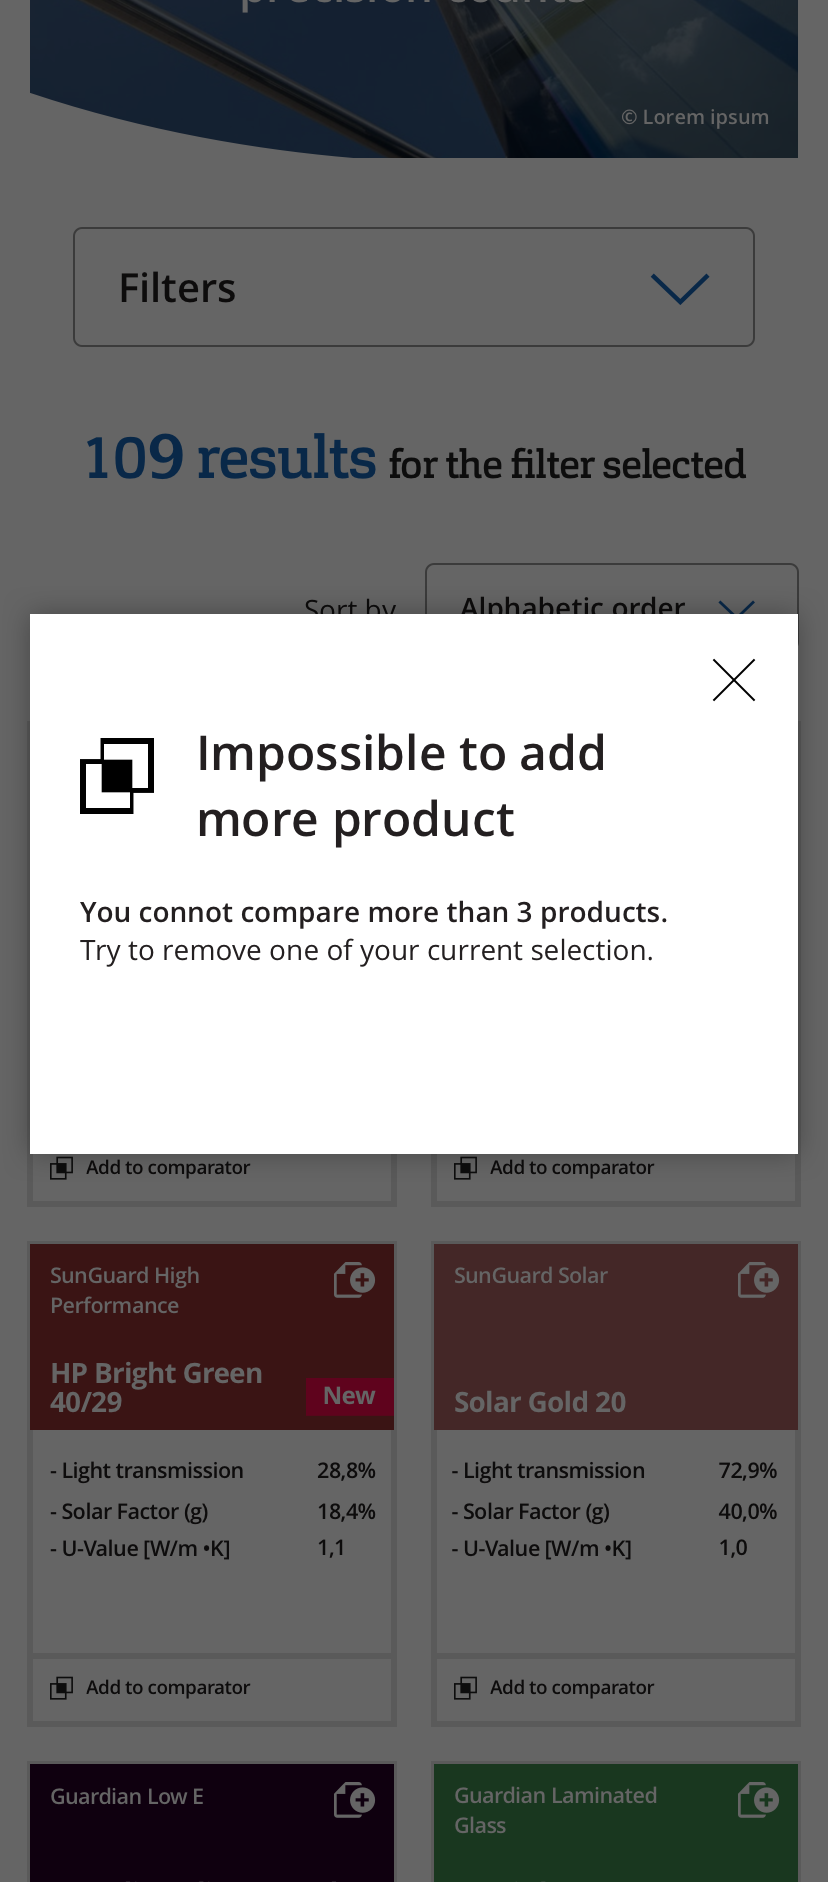 precision counts
© Lorem ipsum
Filters
109 results for the filter selected
Sort by
Alphabetic order
Impossible to add
more product
You connot compare more than 3 products.
Try to remove one of your current selection.
Add to comparator
Add to comparator
SunGuard High
Performance
HP Bright Green
40/29
New
- Light transmission 28,8%
- Solar Factor (g) 18,4%
- U-Value [W/m •K] 1,1
Add to comparator
SunGuard Solar
Solar Gold 20
- Light transmission 72,9%
- Solar Factor (g) 40,0%
- U-Value [W/m •K] 1,0
Add to comparator
Guardian Low E
Guardian Laminated
Glass